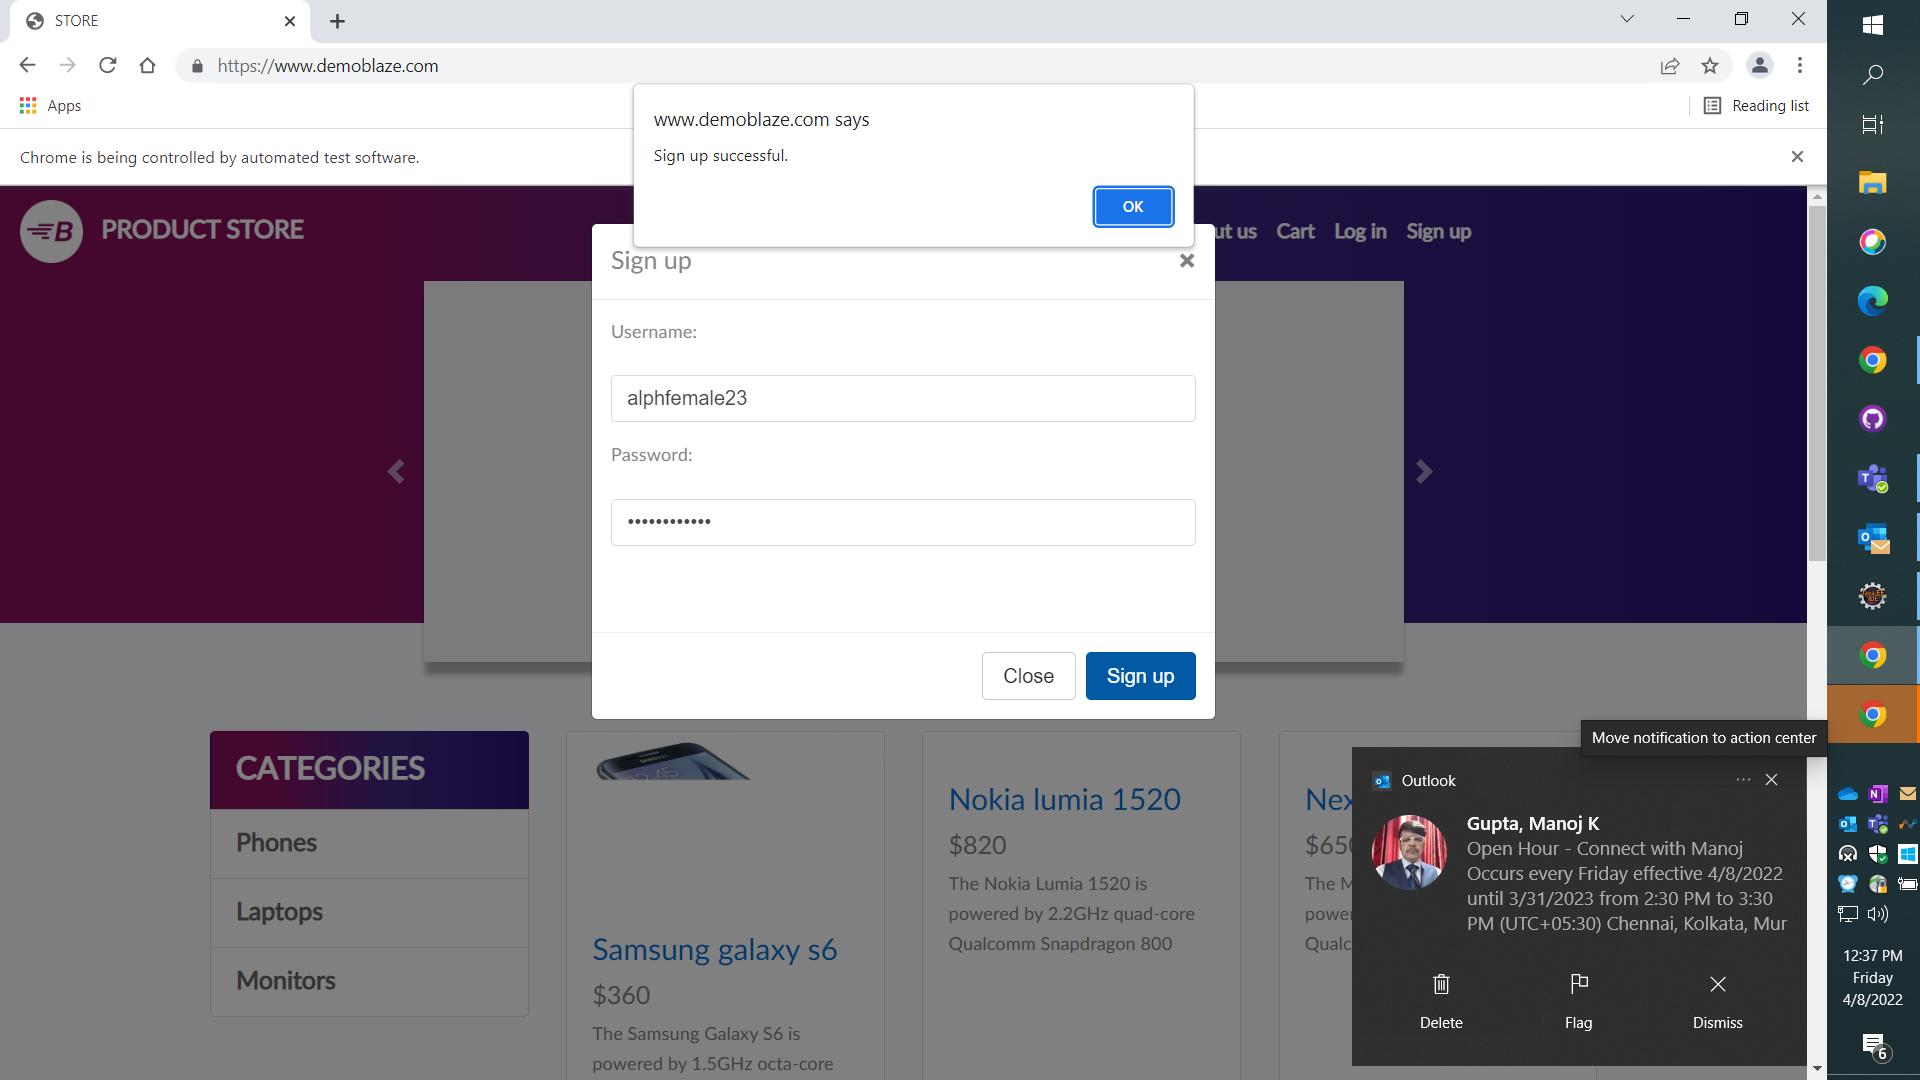 STORE
https://www.demoblaze.com
Apps
Reading list
Chrome is being controlled by automated test software.
www.demoblaze.com says
Sign up successful.
OK
B PRODUCT STORE
ut us Cart Log in Sign up
Sign up
Username:
alphfemale23
Password:
••••••••••••
Close Sign up
CATEGORIES
Phones
Laptops
Monitors
Samsung galaxy s6
$360
The Samsung Galaxy S6 is
powered by 1.5GHz octa-core
Nokia lumia 1520
$820
The Nokia Lumia 1520 is
powered by 2.2GHz quad-core
Qualcomm Snapdragon 800
Nex
$650
The M
powe
Qualc
Move notification to action center
Outlook
Gupta, Manoj K
Open Hour - Connect with Manoj
Occurs every Friday effective 4/8/2022
until 3/31/2023 from 2:30 PM to 3:30
PM (UTC+05:30) Chennai, Kolkata, Mur
Delete Flag Dismiss
12:37 PM
Friday
4/8/2022
6